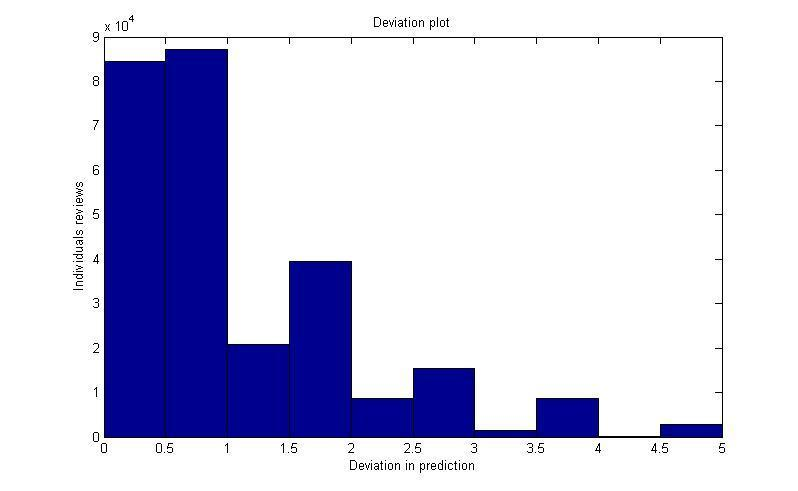 Deviation plot
x 10^4
9
8
7
6
5
4
3
2
1
0
Individuals reviews
0 0.5 1 1.5 2 2.5 3 3.5 4 4.5 5
Deviation in prediction